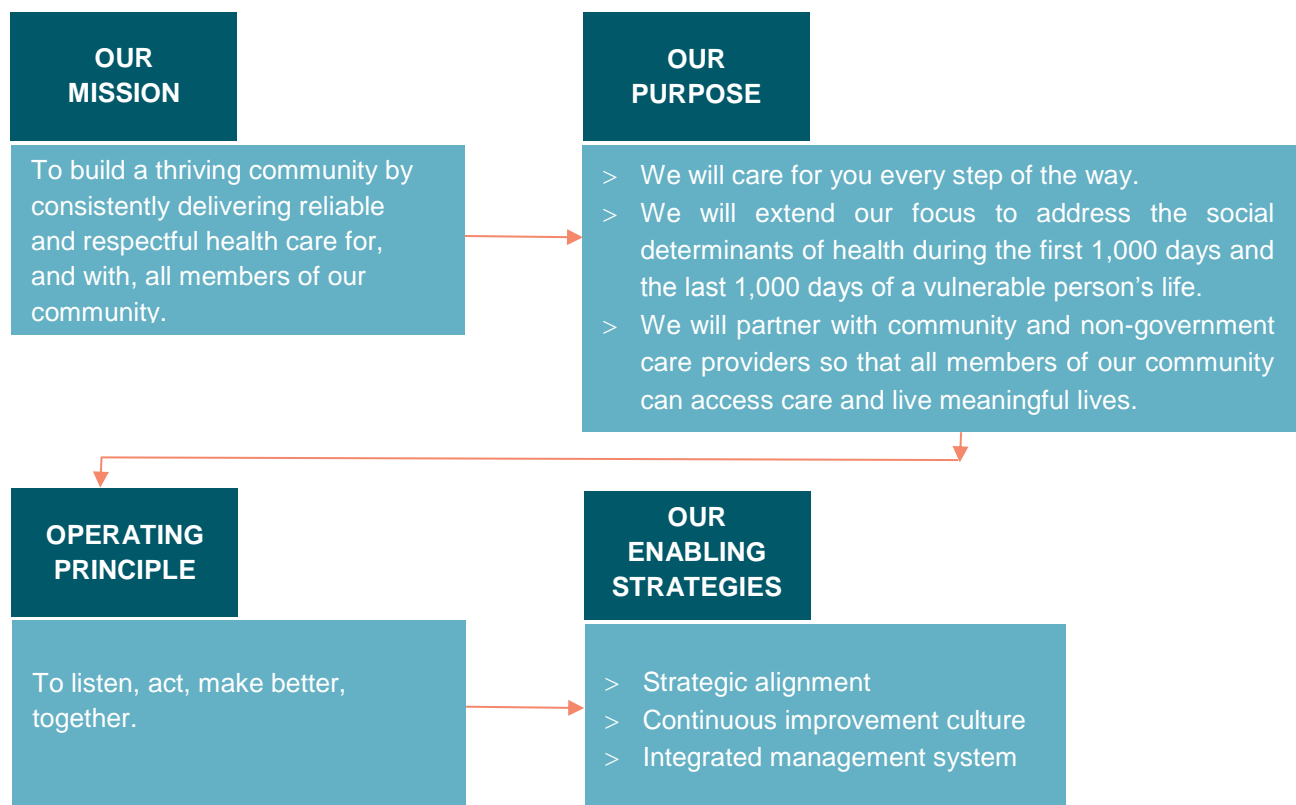 OUR
MISSION
To build a thriving community by
consistently delivering reliable
and respectful health care for,
and with, all members of our
community.
OUR
PURPOSE
> We will care for you every step of the way.
> We will extend our focus to address the social
determinants of health during the first 1,000 days and
the last 1,000 days of a vulnerable person's life.
> We will partner with community and non-government
care providers so that all members of our community
can access care and live meaningful lives.
OPERATING
PRINCIPLE
To listen, act, make better,
together.
OUR
ENABLING
STRATEGIES
> Strategic alignment
> Continuous improvement culture
> Integrated management system